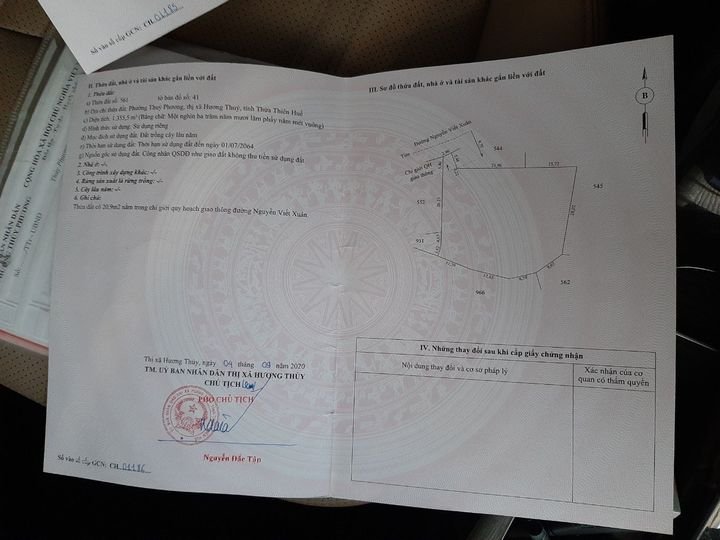 Số vào sổ cấp GCN: CH.01185
CỘNG HOÀ XÃ HỘI CHỦ NGHĨA VIỆT
II. Thửa đất, nhà ở và tài sản khác gắn liền với đất
1. Thửa đất:
a) Thửa đất số: 561 tờ bản đồ số: 41
b) Địa chỉ thửa đất: Phường Thuỷ Phương, thị xã Hương Thuỷ, tỉnh Thừa Thiên Huế
c) Diện tích: 1.355,5 m² (Bằng chữ: Một nghìn ba trăm năm mươi lăm phẩy năm mét vuông)
d) Hình thức sử dụng: Sử dụng riêng
đ) Mục đích sử dụng đất: Đất trồng cây lâu năm
e) Thời hạn sử dụng đất: Thời hạn sử dụng đất đến ngày 01/07/2064
g) Nguồn gốc sử dụng đất: Công nhận QSDĐ như giao đất không thu tiền sử dụng đất
2. Nhà ở: -/-
3. Công trình xây dựng khác: -/-
4. Rừng sản xuất là rừng trồng: -/-
5. Cây lâu năm: -/-
6. Ghi chú:
Thửa đất có 20,9m2 nằm trong chỉ giới quy hoạch giao thông đường Nguyễn Viết Xuân
Thị xã Hương Thủy, ngày 04 tháng 09 năm 2020
TM. UỶ BAN NHÂN DÂN THỊ XÃ HƯƠNG THỦY
CHỦ TỊCH
PHÓ CHỦ TỊCH
Nguyễn Đắc Tập
Số vào sổ cấp GCN: CH.01186
III. Sơ đồ thửa đất, nhà ở và tài sản khác gắn liền với đất
B
Đường Nguyễn Viết Xuân
Tim
Chỉ giới QH
giao thông
544
545
552
931
966
562
IV. Những thay đổi sau khi cấp giấy chứng nhận
Nội dung thay đổi và cơ sở pháp lý
Xác nhận của cơ
quan có thẩm quyền